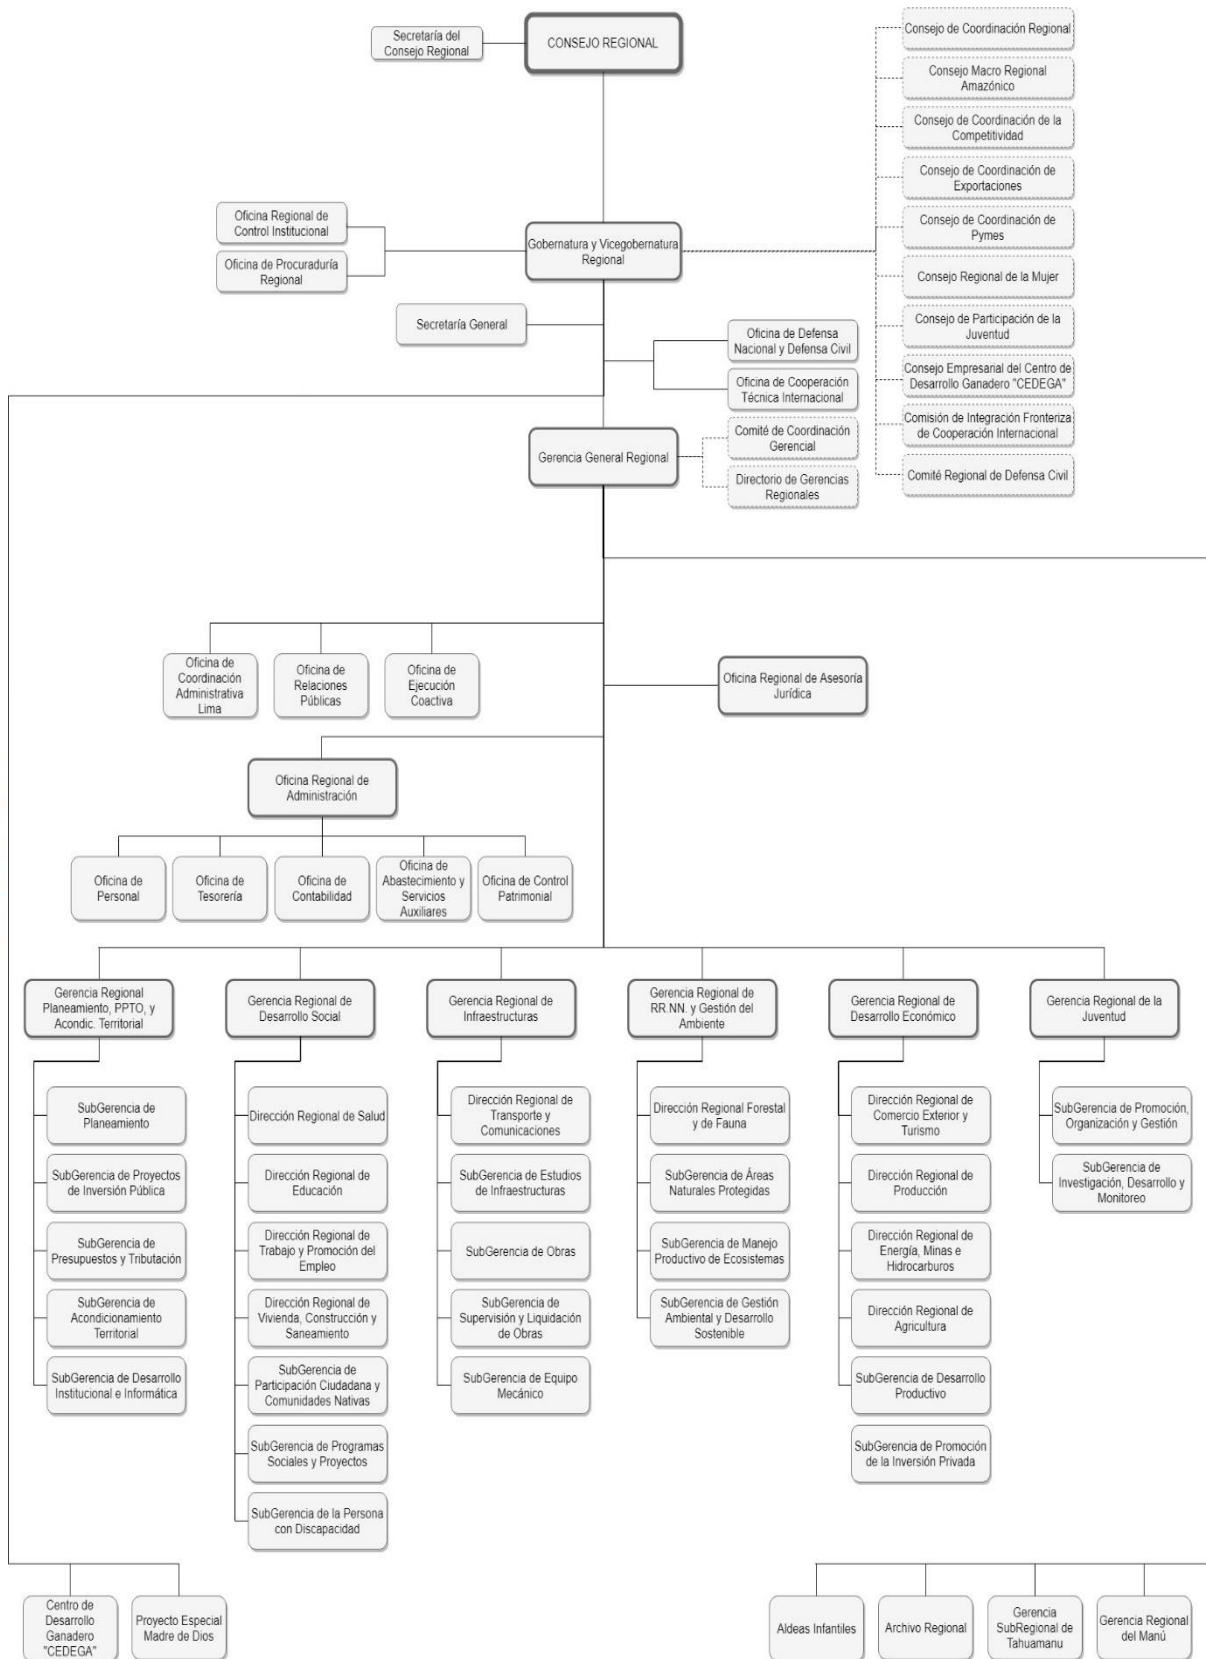 Secretaría del
Consejo Regional
CONSEJO REGIONAL
Consejo de Coordinación Regional
Consejo Macro Regional
Amazónico
Consejo de Coordinación de la
Competitividad
Consejo de Coordinación de
Exportaciones
Consejo de Coordinación de
Pymes
Consejo Regional de la Mujer
Consejo de Participación de la
Juventud
Consejo Empresarial del Centro de
Desarrollo Ganadero "CEDEGA"
Comisión de Integración Fronteriza
de Cooperación Internacional
Comité Regional de Defensa Civil
Oficina Regional de
Control Institucional
Oficina de Procuraduría
Regional
Gobernatura y Vicegobernatura
Regional
Secretaría General
Oficina de Defensa
Nacional y Defensa Civil
Oficina de Cooperación
Técnica Internacional
Gerencia General Regional
Comité de Coordinación
Gerencial
Directorio de Gerencias
Regionales
Oficina de
Coordinación
Administrativa
Lima
Oficina de
Relaciones
Públicas
Oficina de
Ejecución
Coactiva
Oficina Regional de Asesoría
Jurídica
Oficina Regional de
Administración
Oficina de
Personal
Oficina de
Tesorería
Oficina de
Contabilidad
Oficina de
Abastecimiento y
Servicios
Auxiliares
Oficina de Control
Patrimonial
Gerencia Regional
Planeamiento, PPTO, y
Acondic. Territorial
Gerencia Regional de
Desarrollo Social
Gerencia Regional de
Infraestructuras
Gerencia Regional de
RR.NN. y Gestión del
Ambiente
Gerencia Regional de
Desarrollo Económico
Gerencia Regional de la
Juventud
SubGerencia de
Planeamiento
SubGerencia de Proyectos
de Inversión Pública
SubGerencia de
Presupuestos y Tributación
SubGerencia de
Acondicionamiento
Territorial
SubGerencia de Desarrollo
Institucional e Informática
Dirección Regional de Salud
Dirección Regional de
Educación
Dirección Regional de
Trabajo y Promoción del
Empleo
Dirección Regional de
Vivienda, Construcción y
Saneamiento
SubGerencia de
Participación Ciudadana y
Comunidades Nativas
SubGerencia de Programas
Sociales y Proyectos
SubGerencia de la Persona
con Discapacidad
Dirección Regional de
Transporte y
Comunicaciones
SubGerencia de Estudios
de Infraestructuras
SubGerencia de Obras
SubGerencia de
Supervisión y Liquidación
de Obras
SubGerencia de Equipo
Mecánico
Dirección Regional Forestal
y de Fauna
SubGerencia de Áreas
Naturales Protegidas
SubGerencia de Manejo
Productivo de Ecosistemas
SubGerencia de Gestión
Ambiental y Desarrollo
Sostenible
Dirección Regional de
Comercio Exterior y
Turismo
Dirección Regional de
Producción
Dirección Regional de
Energía, Minas e
Hidrocarburos
Dirección Regional de
Agricultura
SubGerencia de Desarrollo
Productivo
SubGerencia de Promoción
de la Inversión Privada
SubGerencia de Promoción,
Organización y Gestión
SubGerencia de
Investigación, Desarrollo y
Monitoreo
Centro de
Desarrollo
Ganadero
"CEDEGA"
Proyecto Especial
Madre de Dios
Aldeas Infantiles
Archivo Regional
Gerencia
SubRegional de
Tahuamanu
Gerencia Regional
del Manú